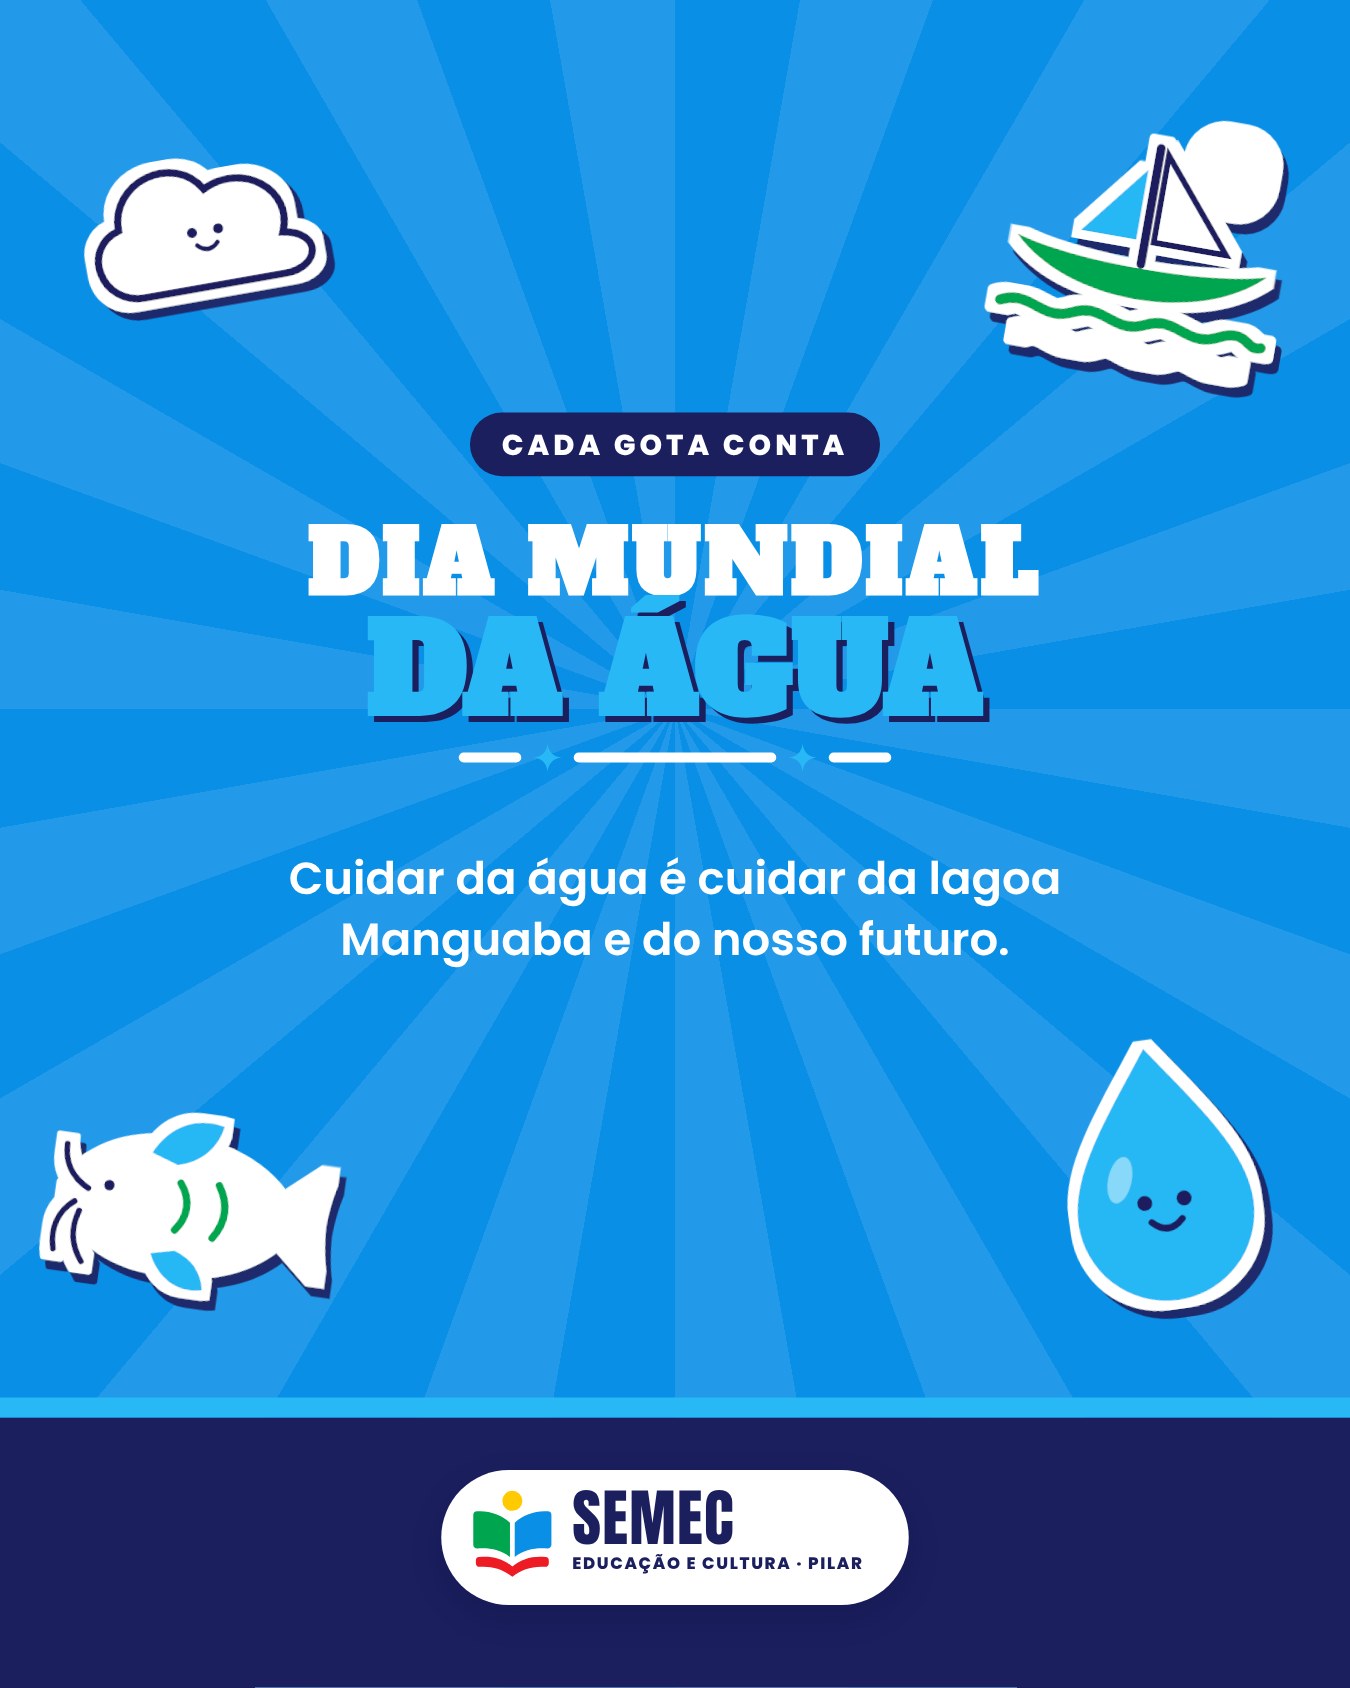 CADA GOTA CONTA
DIA MUNDIAL
DA ÁGUA
Cuidar da água é cuidar da lagoa
Manguaba e do nosso futuro.
SEMEC
EDUCAÇÃO E CULTURA · PILAR